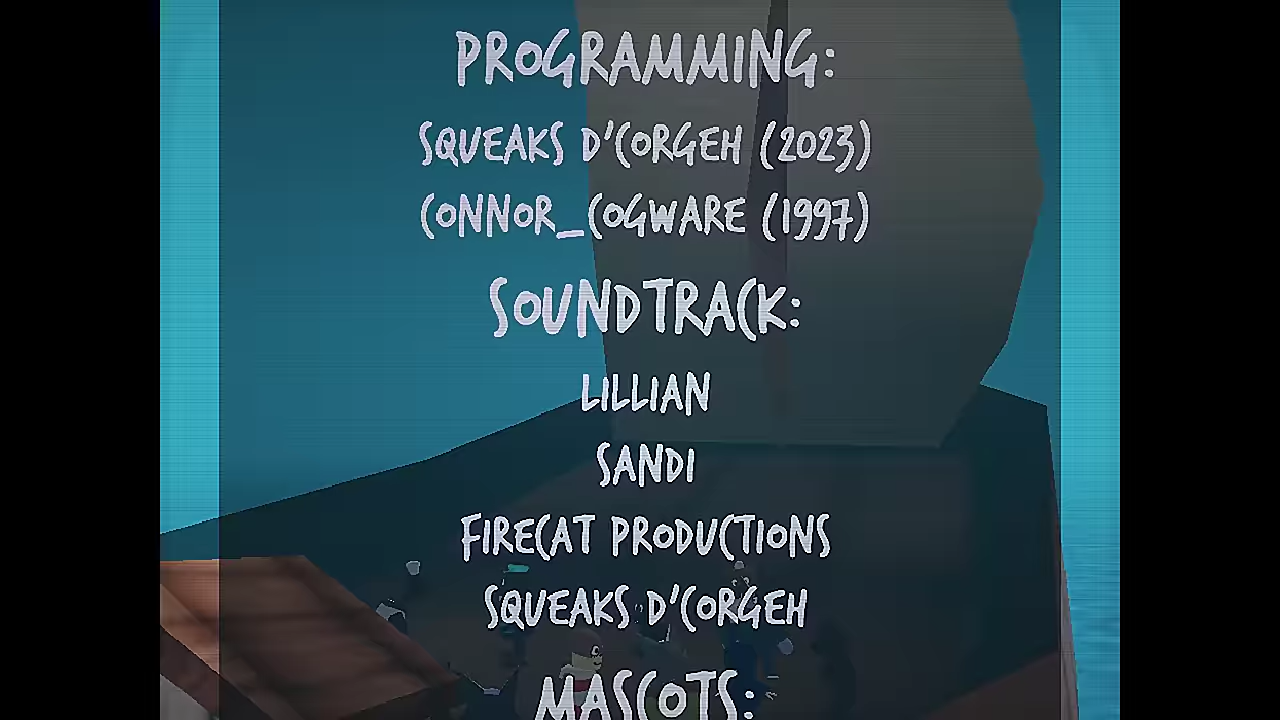 PROGRAMMING:
SQUEAKS D'CORGEH (2023)
CONNOR_COGWARE (1997)
SOUNDTRACK:
LILLIAN
SANDI
FIRECAT PRODUCTIONS
SQUEAKS D'CORGEH
MASCOTS: